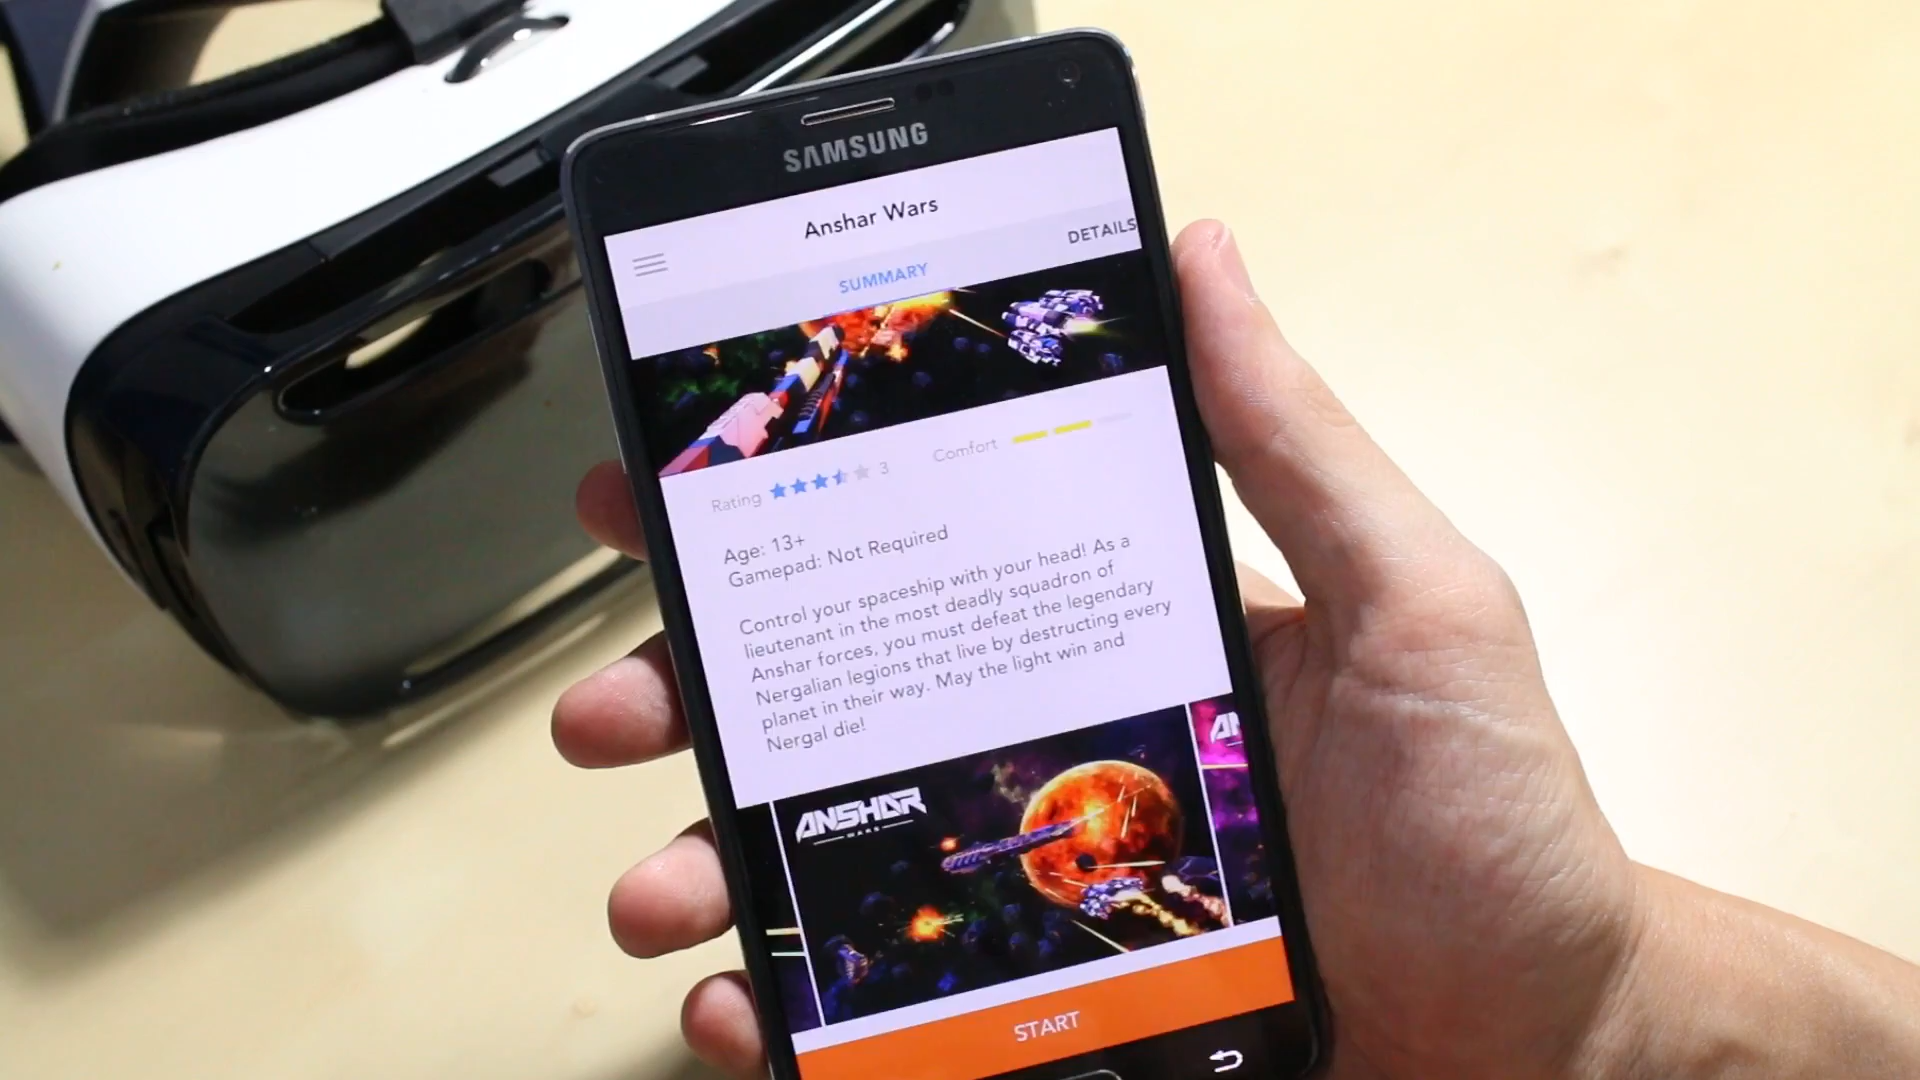 SAMSUNG
Anshar Wars
SUMMARY
DETAILS
Rating
3
Comfort
Age: 13+
Gamepad: Not Required
Control your spaceship with your head! As a
lieutenant in the most deadly squadron of
Anshar forces, you must defeat the legendary
Nergalian legions that live by destructing every
planet in their way. May the light win and
Nergal die!
ANSHAR
WARS
AN
START